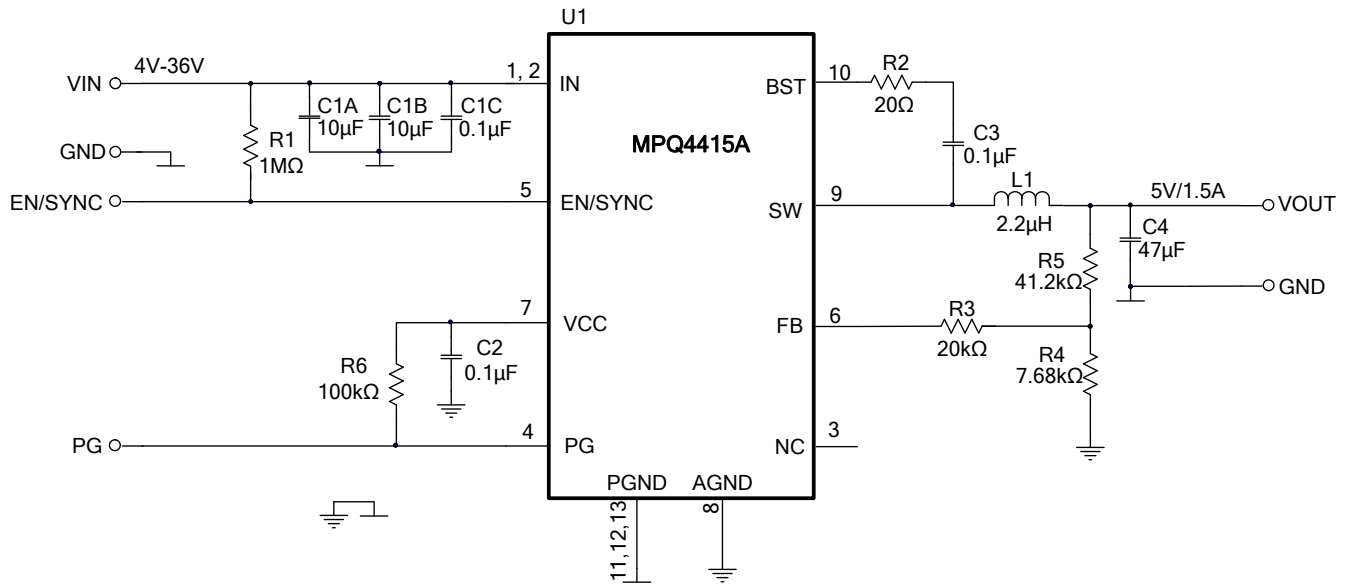 U1
VIN
4V-36V
1, 2
IN
C1A
10µF
C1B
10µF
C1C
0.1µF
R1
1MΩ
GND
EN/SYNC
5
EN/SYNC
MPQ4415A
BST
10
R2
20Ω
C3
0.1µF
SW
9
L1
2.2µH
5V/1.5A
VOUT
C4
47µF
R5
41.2kΩ
GND
FB
6
R3
20kΩ
R4
7.68kΩ
7
VCC
C2
0.1µF
R6
100kΩ
PG
4
PG
NC
3
PGND
AGND
11,12,13
8